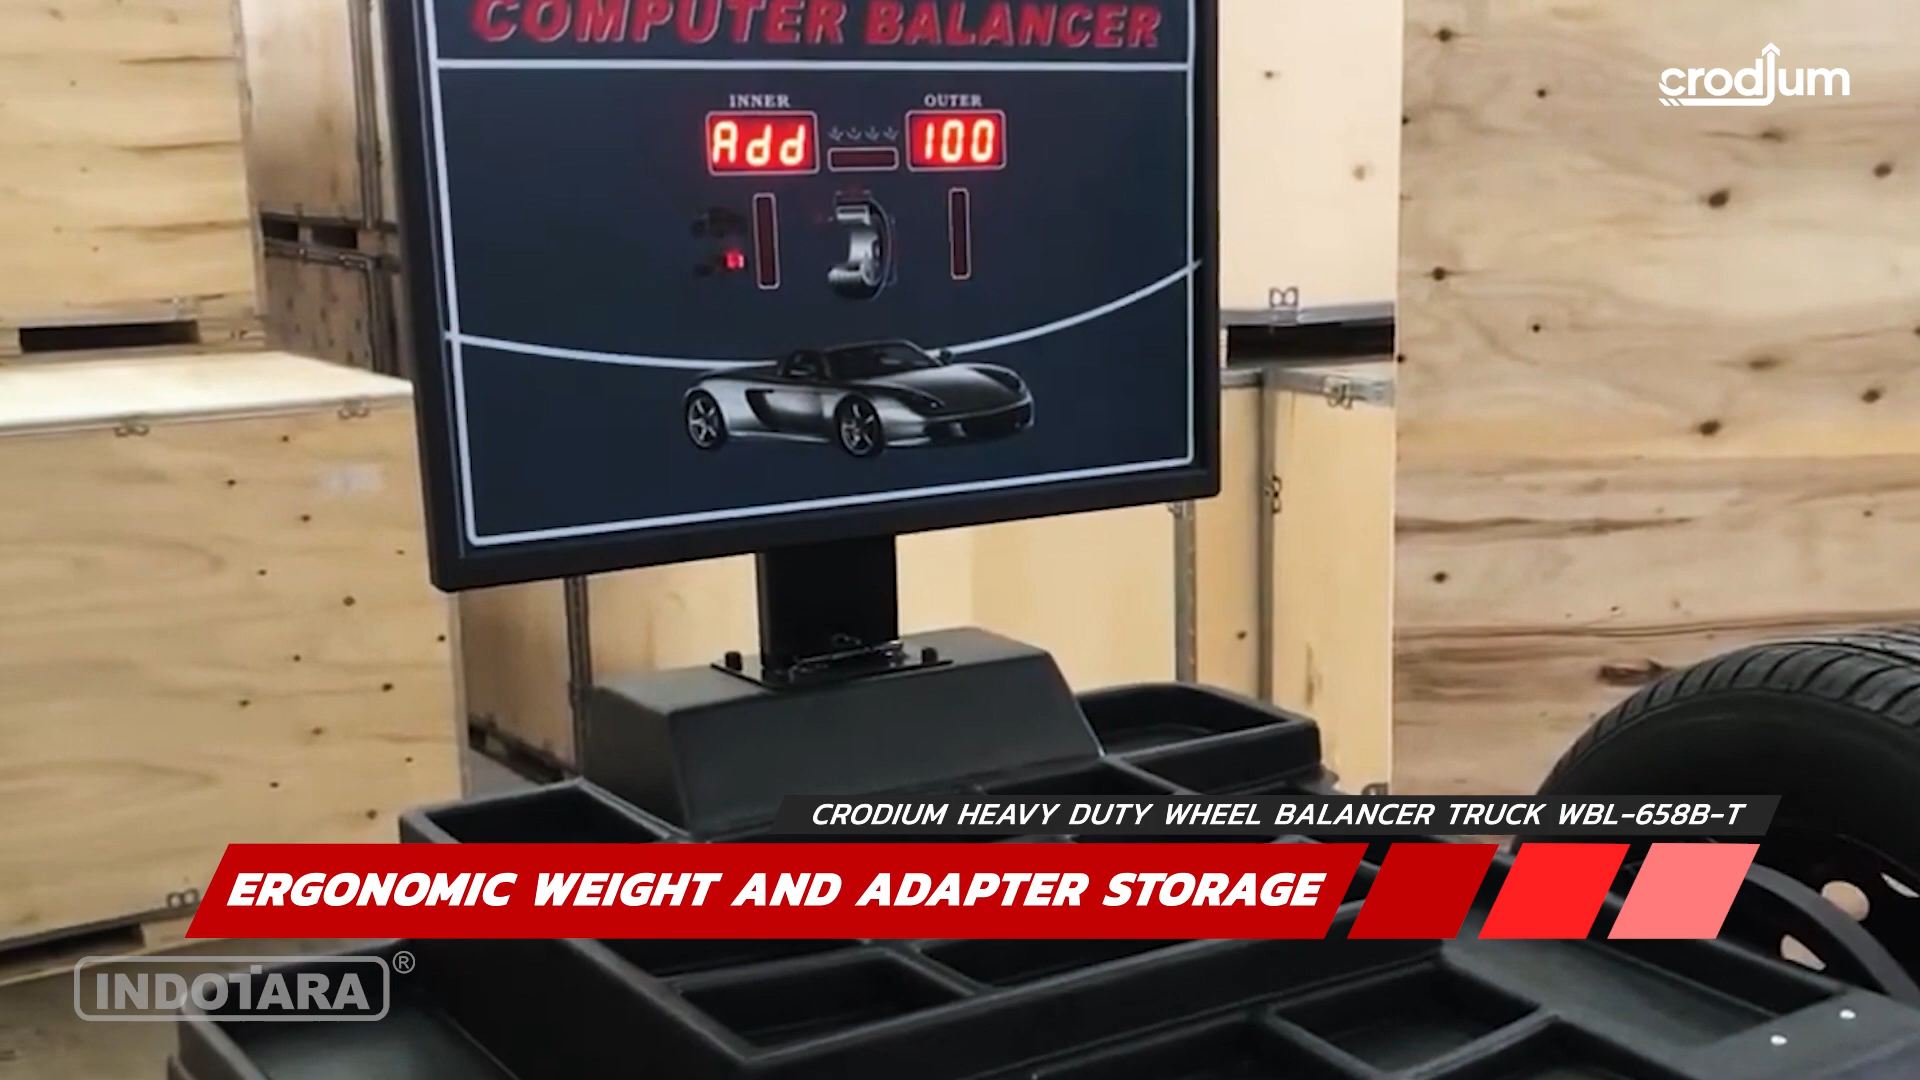 COMPUTER BALANCER
crodium
INNER
OUTER
Add
100
CRODIUM HEAVY DUTY WHEEL BALANCER TRUCK WBL-658B-T
ERGONOMIC WEIGHT AND ADAPTER STORAGE
INDOTARA®